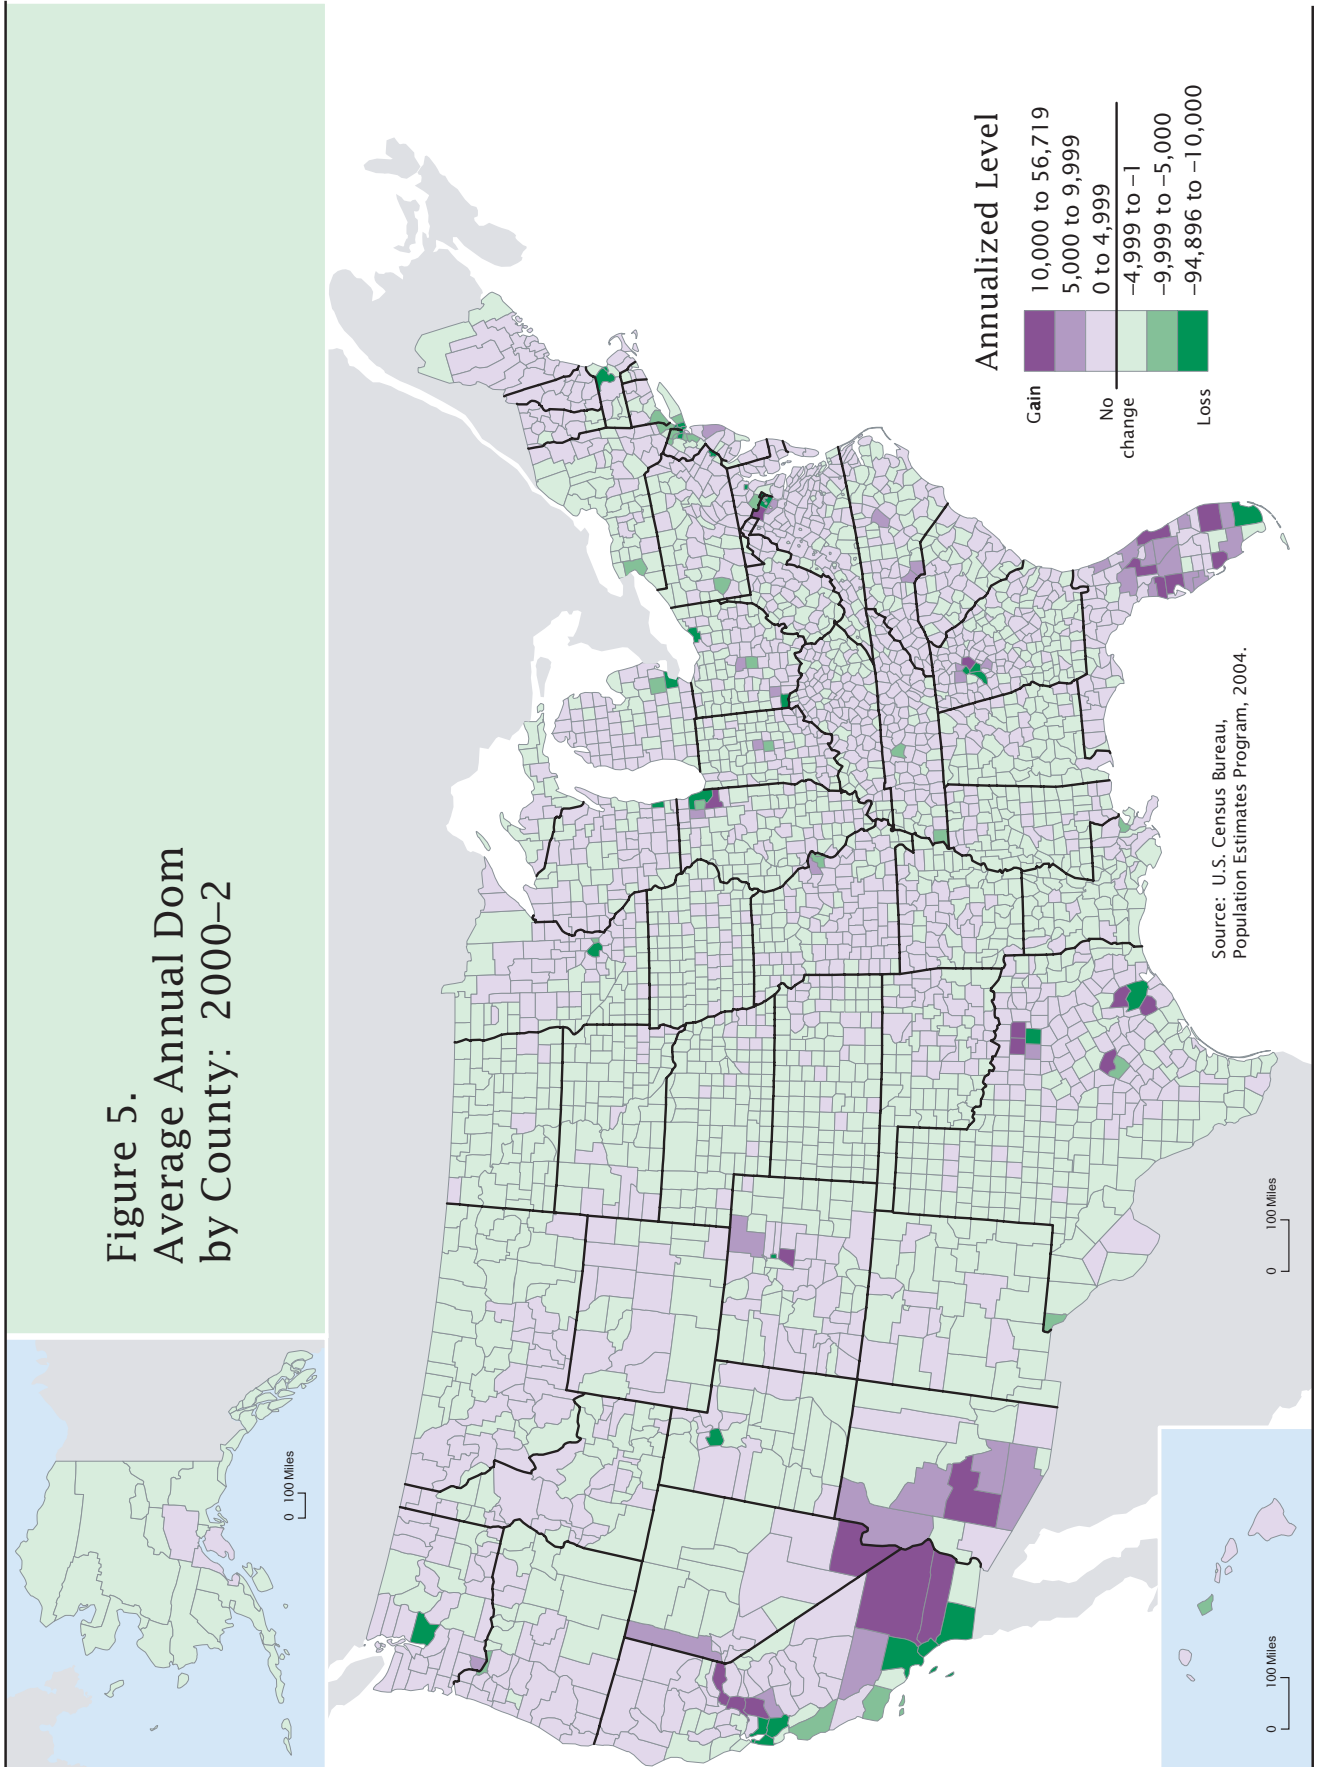 Figure 5.
Average Annual Dom
by County: 2000–2
Annualized Level
Gain
10,000 to 56,719
5,000 to 9,999
0 to 4,999
No
change
−4,999 to −1
−9,999 to −5,000
−94,896 to −10,000
Loss
Source: U.S. Census Bureau,
Population Estimates Program, 2004.
0 100 Miles
0 100 Miles
0 100 Miles